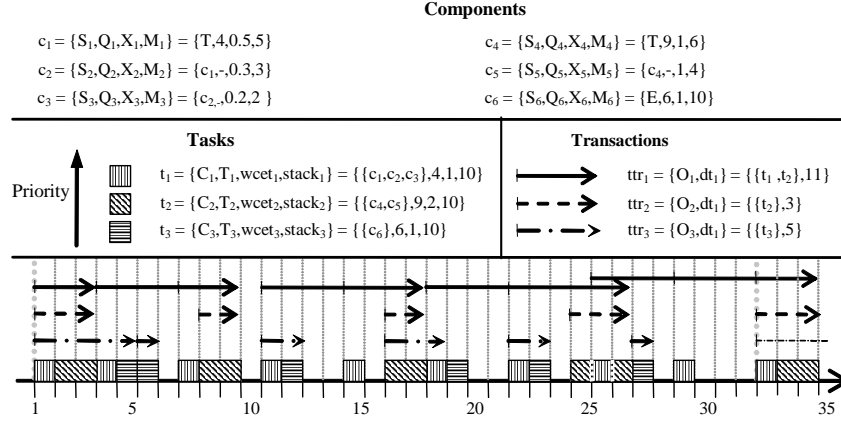 Components
c1 = {S1,Q1,X1,M1} = {T,4,0.5,5}
c2 = {S2,Q2,X2,M2} = {c1,-,0.3,3}
c3 = {S3,Q3,X3,M3} = {c2,-,0.2,2 }
c4 = {S4,Q4,X4,M4} = {T,9,1,6}
c5 = {S5,Q5,X5,M5} = {c4,-,1,4}
c6 = {S6,Q6,X6,M6} = {E,6,1,10}
Priority
Tasks
t1 = {C1,T1,wcet1,stack1} = {{c1,c2,c3},4,1,10}
t2 = {C2,T2,wcet2,stack2} = {{c4,c5},9,2,10}
t3 = {C3,T3,wcet3,stack3} = {{c6},6,1,10}
Transactions
ttr1 = {O1,dt1} = {{t1 ,t2},11}
ttr2 = {O2,dt1} = {{t2},3}
ttr3 = {O3,dt1} = {{t3},5}
1 5 10 15 20 25 30 35